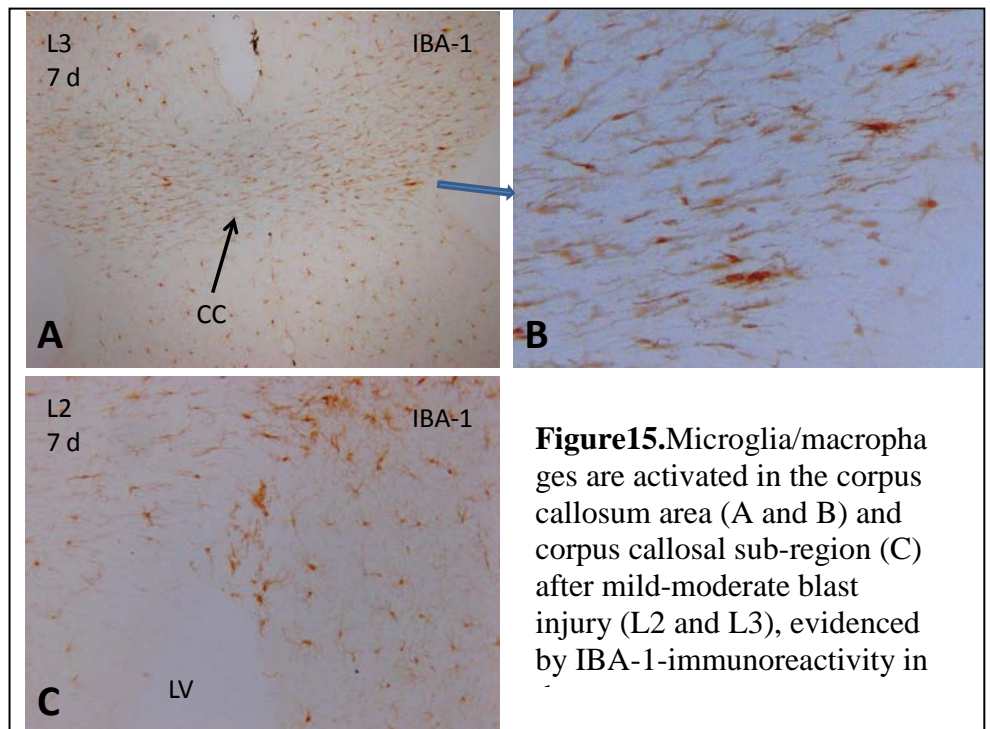 L3
IBA-1
7 d
CC
A
B
L2
IBA-1
7 d
LV
C
Figure15.Microglia/macropha
ges are activated in the corpus
callosum area (A and B) and
corpus callosal sub-region (C)
after mild-moderate blast
injury (L2 and L3), evidenced
by IBA-1-immunoreactivity in